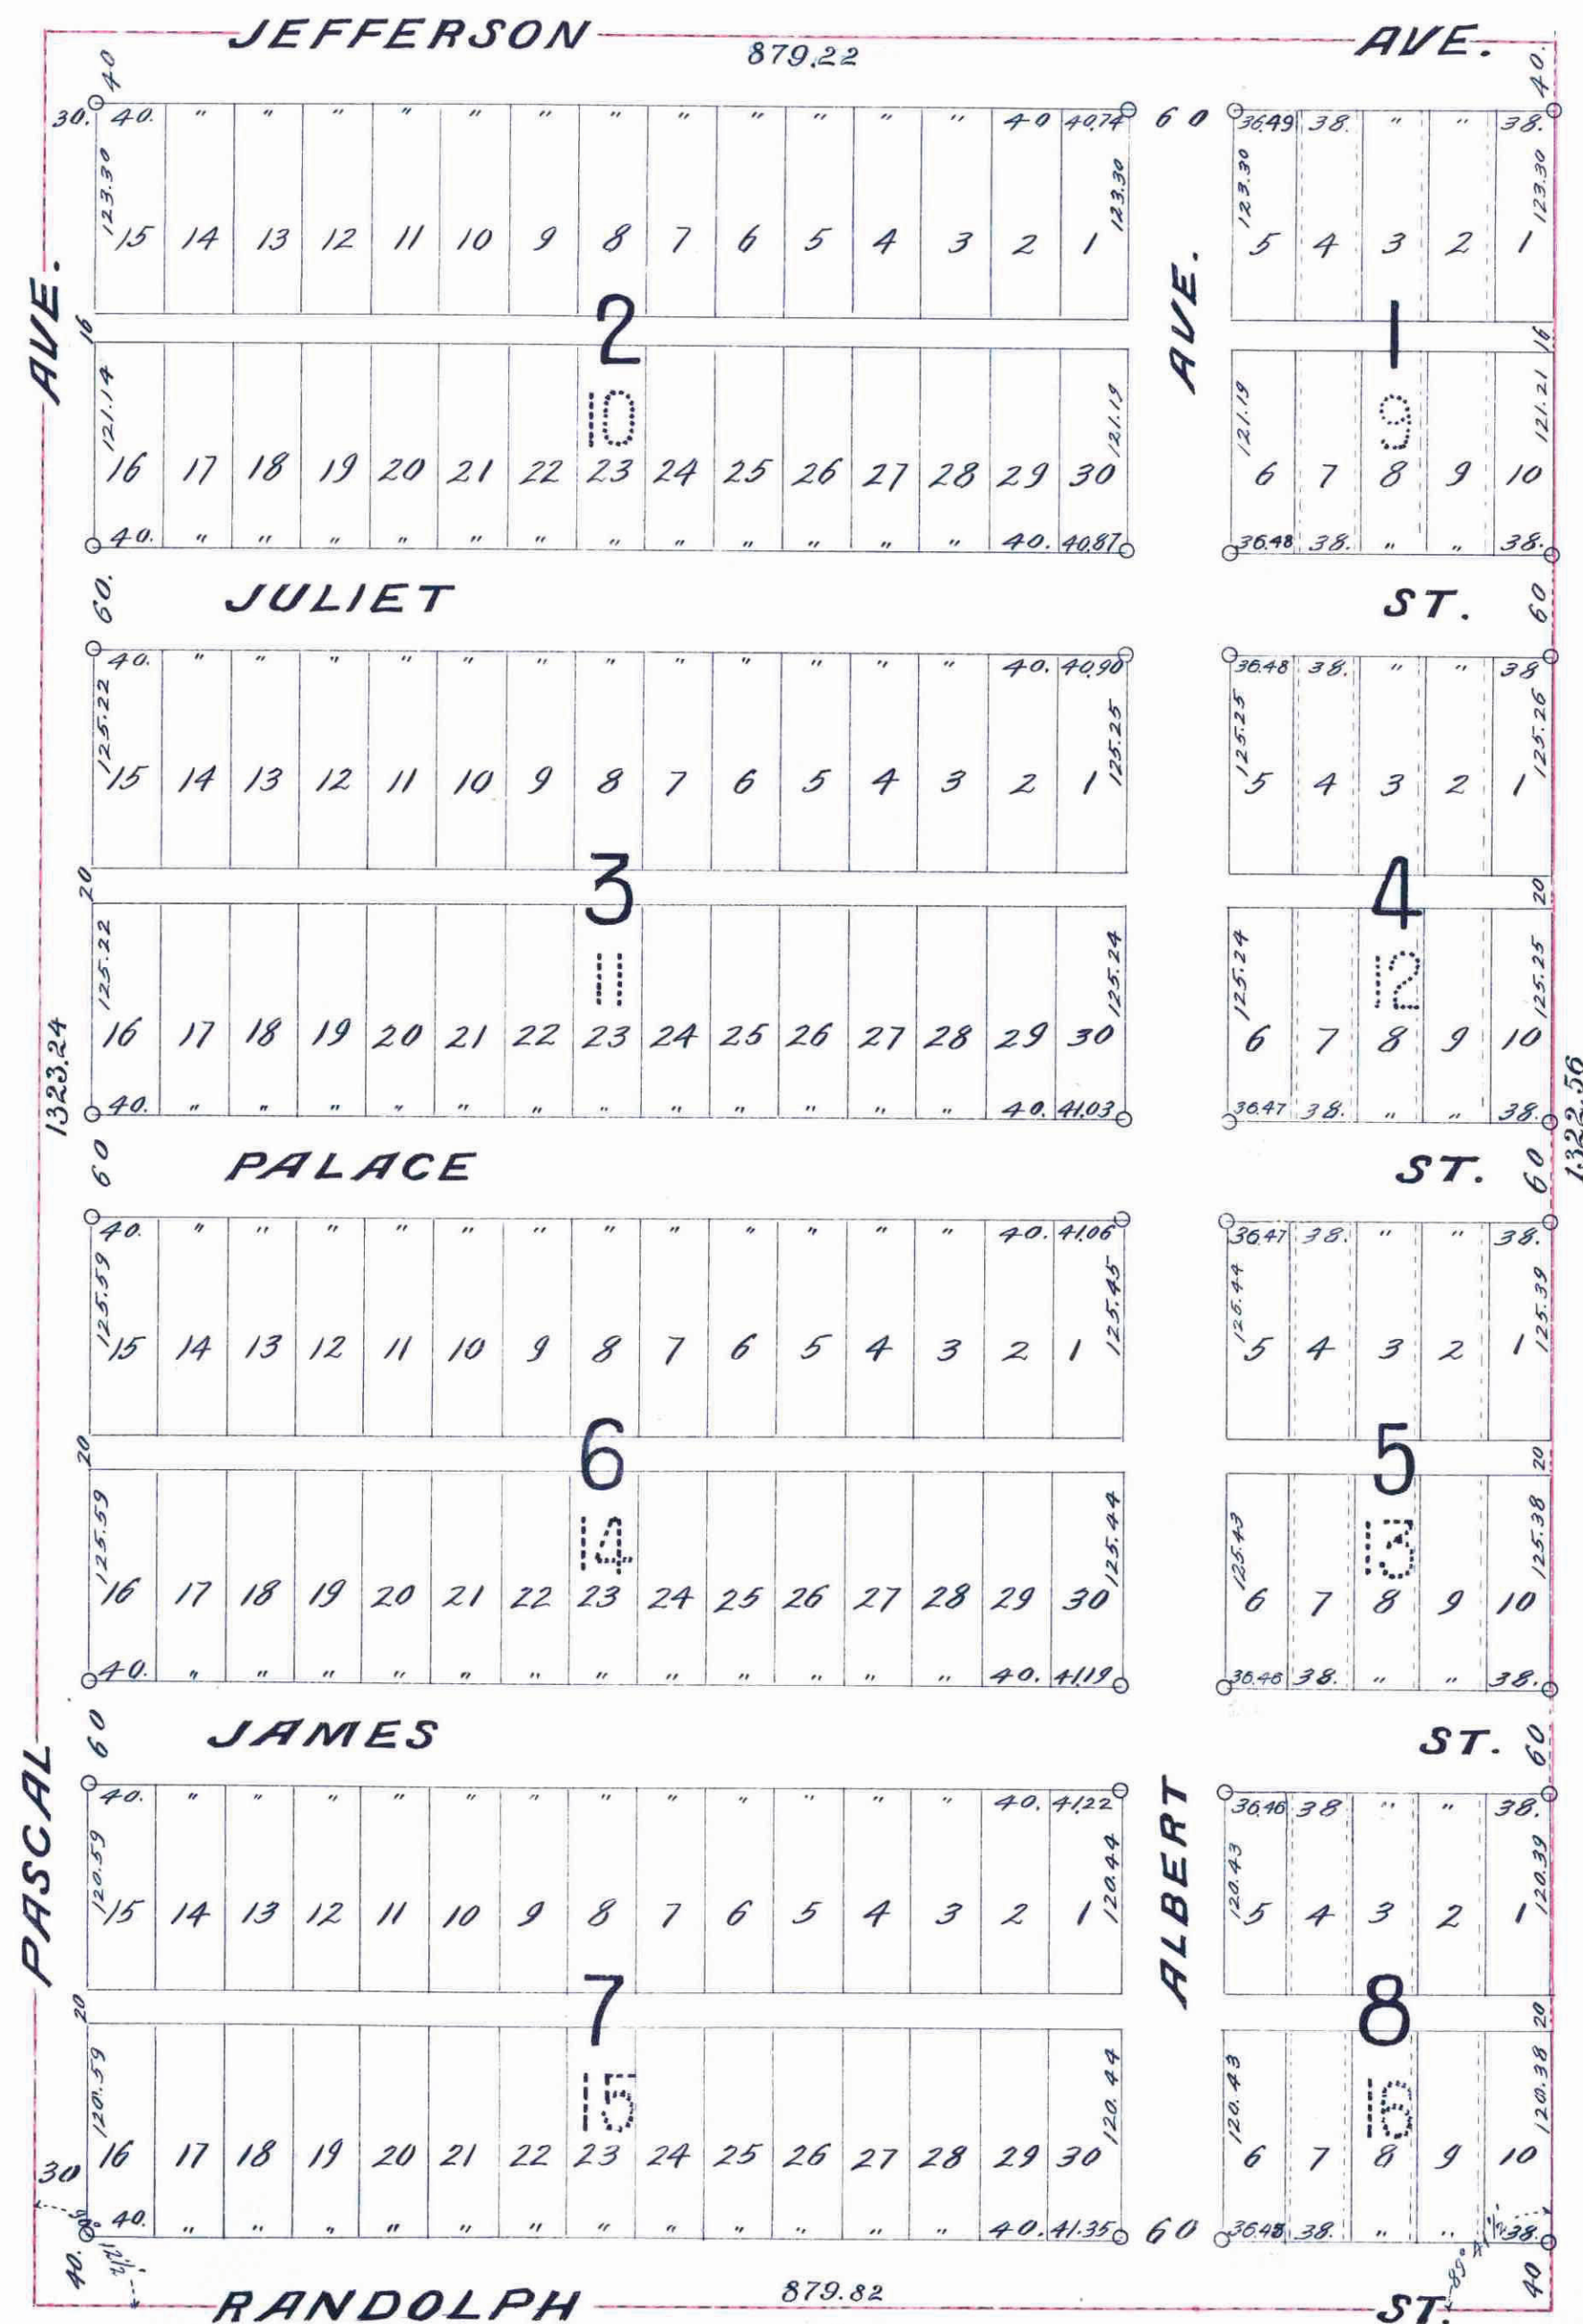 JEFFERSON AVE.
879.22
40 40.
30. 40. " " " " " " " " " " " " 40 40.74 60 36.49 38. " " 38.
123.30 123.30 123.30 123.30
15 14 13 12 11 10 9 8 7 6 5 4 3 2 1 5 4 3 2 1
AVE. AVE.
16 2 1 16
121.14 10 121.19 121.19 9 121.21
16 17 18 19 20 21 22 23 24 25 26 27 28 29 30 6 7 8 9 10
40. " " " " " " " " " " " " 40. 40.87 36.48 38. " " 38.
60. JULIET ST. 60
40. " " " " " " " " " " " " 40. 40.90 36.48 38. " " 38
125.22 125.25 125.25 125.26
15 14 13 12 11 10 9 8 7 6 5 4 3 2 1 5 4 3 2 1
20 3 4 20
125.22 11 125.24 125.24 12 125.25
16 17 18 19 20 21 22 23 24 25 26 27 28 29 30 6 7 8 9 10
1323.24 1322.56
40. " " " " " " " " " " " " 40. 41.03 36.47 38. " " 38.
60 PALACE ST. 60
40. " " " " " " " " " " " " 40. 41.06 36.47 38. " " 38.
125.59 125.45 125.44 125.39
15 14 13 12 11 10 9 8 7 6 5 4 3 2 1 5 4 3 2 1
20 6 5 20
125.59 14 125.44 125.43 13 125.38
16 17 18 19 20 21 22 23 24 25 26 27 28 29 30 6 7 8 9 10
40. " " " " " " " " " " " " 40. 41.19 36.46 38. " " 38.
60 JAMES ST. 60
PASCAL ALBERT
40. " " " " " " " " " " " " 40. 41.22 36.46 38 " " 38.
120.59 120.44 120.43 120.39
15 14 13 12 11 10 9 8 7 6 5 4 3 2 1 5 4 3 2 1
20 7 8 20
120.59 15 120.44 120.43 120.38
16 17 18 19 20 21 22 23 24 25 26 27 28 29 30 6 7 8 9 10
30
40. " " " " " " " " " " " " 40. 41.35 60 38. " " 38.
40. 12½' 89° 40
879.82
RANDOLPH ST.